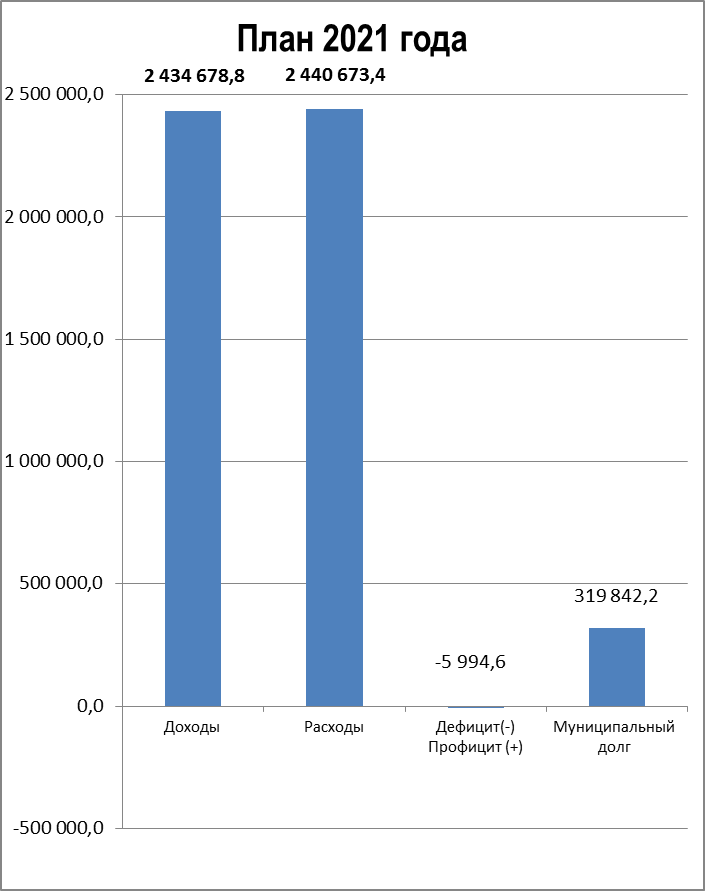 План 2021 года
2 434 678,8
2 440 673,4
2 500 000,0
2 000 000,0
1 500 000,0
1 000 000,0
500 000,0
319 842,2
-5 994,6
0,0
Доходы
Расходы
Дефицит(-)
Профицит (+)
Муниципальный
долг
-500 000,0